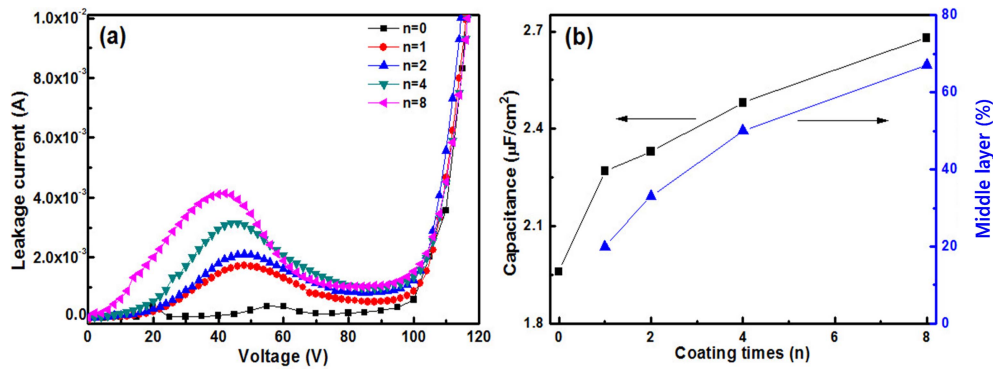 (a)
n=0
n=1
n=2
n=4
n=8
1.0x10⁻²
8.0x10⁻³
6.0x10⁻³
4.0x10⁻³
2.0x10⁻³
0.0
Leakage current (A)
0 20 40 60 80 100 120
Voltage (V)
(b)
2.7
2.4
2.1
1.8
Capacitance (μF/cm²)
0 2 4 6 8
Coating times (n)
80
60
40
20
0
Middle layer (%)